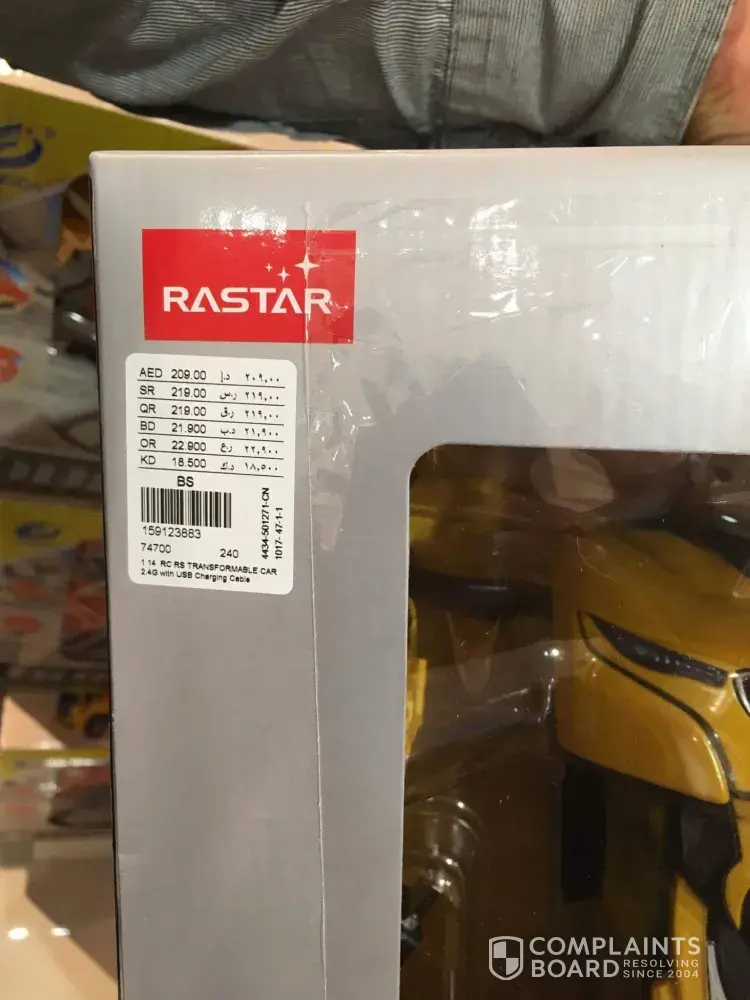 RASTAR
AED 209.00 د.إ ٢٠٩,٠٠
SR 219.00 ر.س ٢١٩,٠٠
QR 219.00 ر.ق ٢١٩,٠٠
BD 21.900 د.ب ٢١,٩٠٠
OR 22.900 ر.ع ٢٢,٩٠٠
KD 18.500 د.ك ١٨,٥٠٠
BS
159123883
74700 240
4434-501271-CN
1017- 47-1-1
1 14 RC RS TRANSFORMABLE CAR
2.4G with USB Charging Cable
COMPLAINTS
BOARD RESOLVING
SINCE 2004